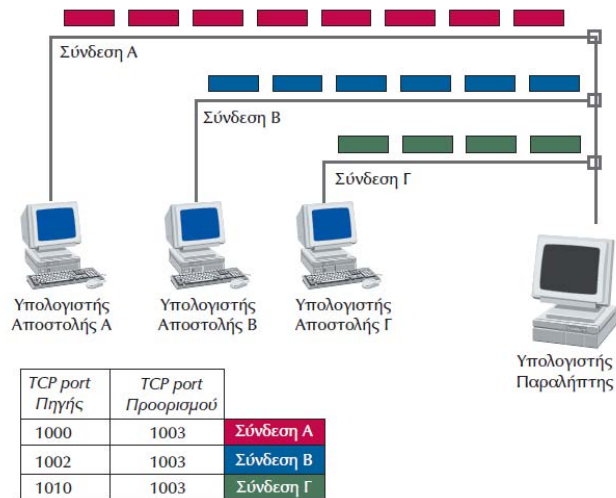 Σύνδεση Α
Σύνδεση Β
Σύνδεση Γ
Υπολογιστής
Αποστολής Α
Υπολογιστής
Αποστολής Β
Υπολογιστής
Αποστολής Γ
Υπολογιστής
Παραλήπτης
TCP port
Πηγής
TCP port
Προορισμού
1000 1003 Σύνδεση Α
1002 1003 Σύνδεση Β
1010 1003 Σύνδεση Γ